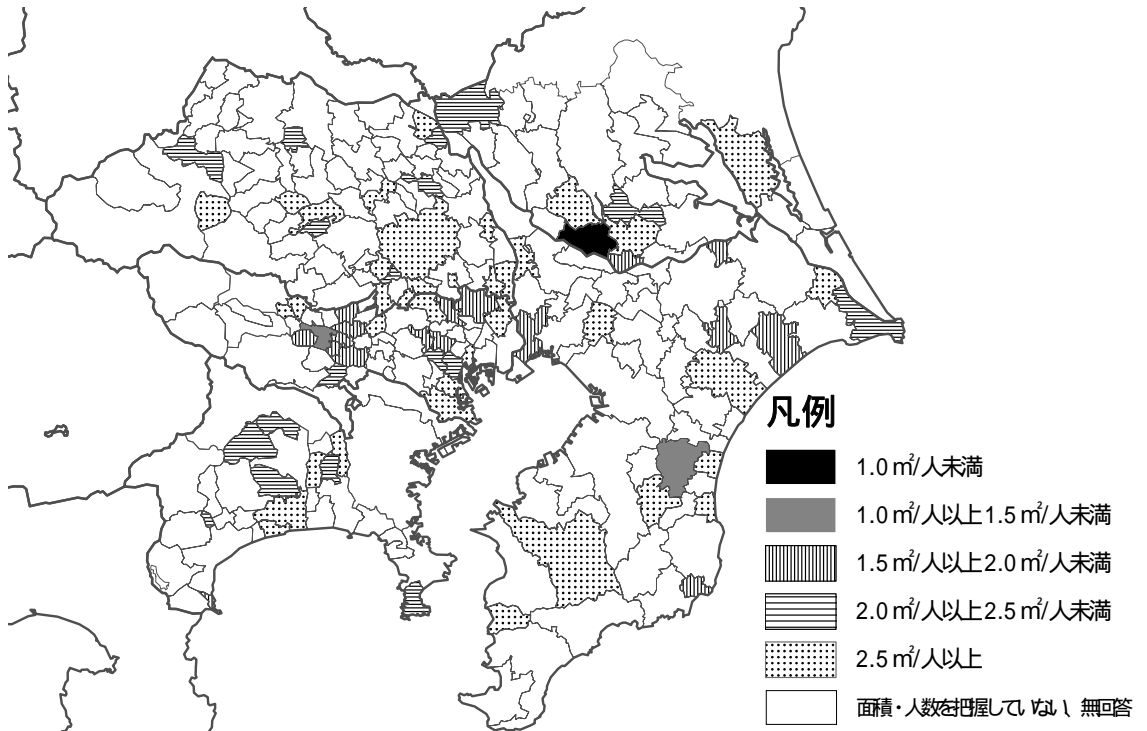 凡例
1.0㎡/人未満
1.0㎡/人以上1.5㎡/人未満
1.5㎡/人以上2.0㎡/人未満
2.0㎡/人以上2.5㎡/人未満
2.5㎡/人以上
面積・人数を把握していない、無回答